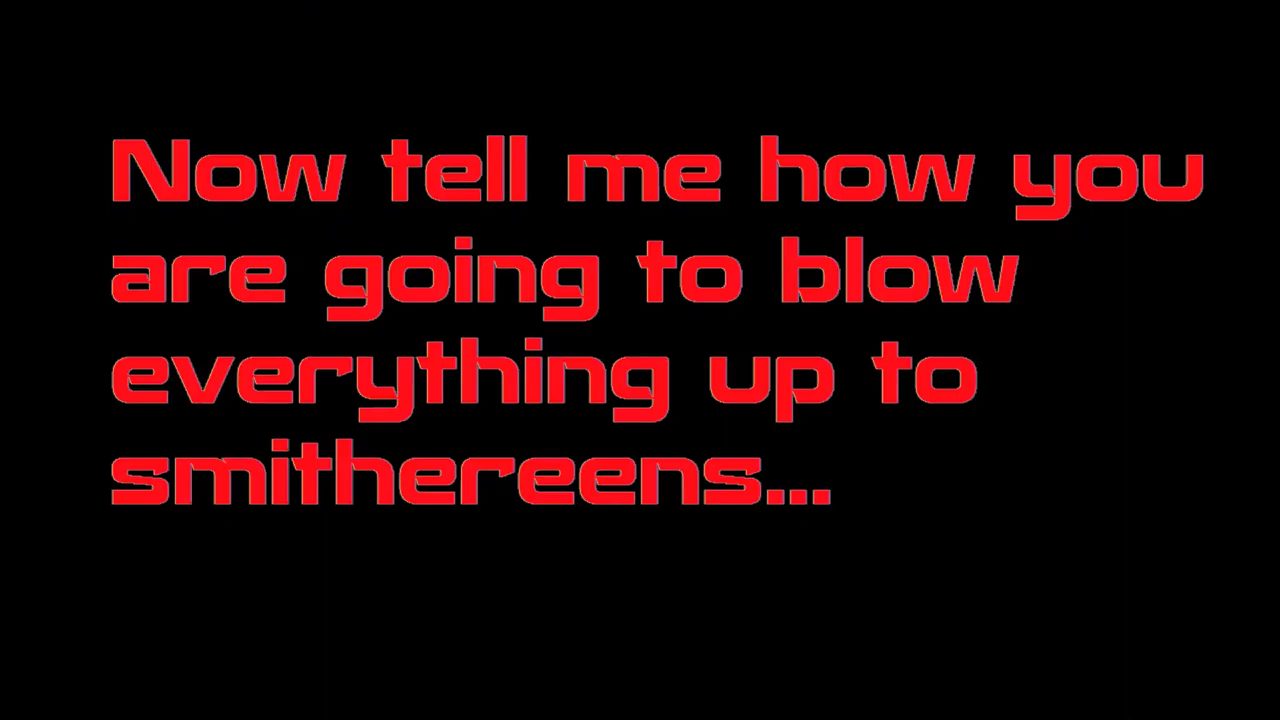 Now tell me how you
are going to blow
everything up to
smithereens...